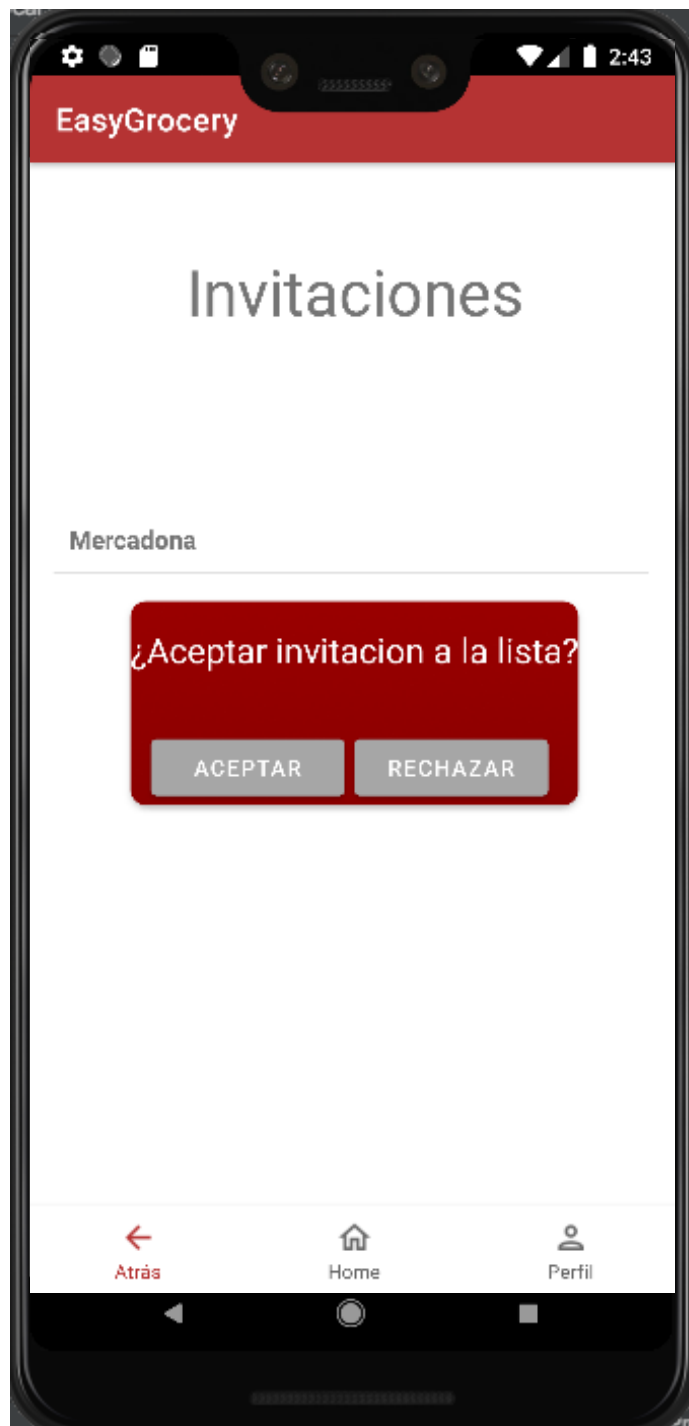 2:43
EasyGrocery
Invitaciones
Mercadona
¿Aceptar invitacion a la lista?
ACEPTAR RECHAZAR
Atrás Home Perfil